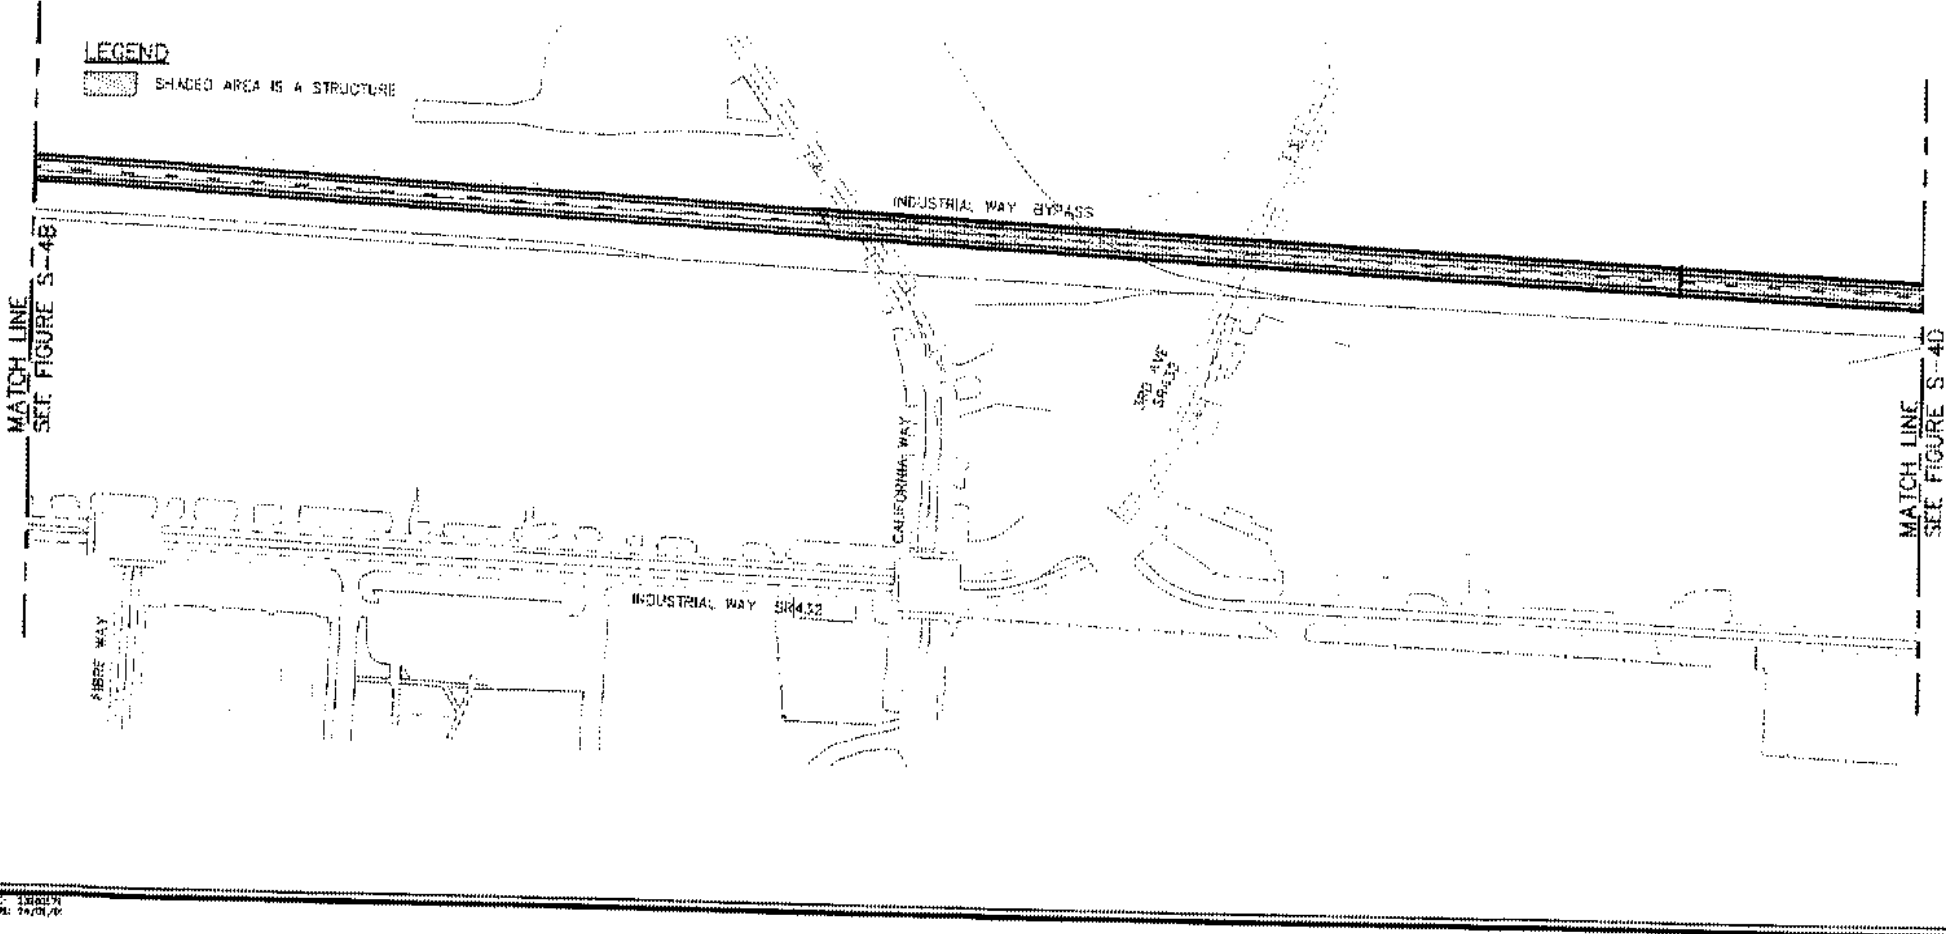 LEGEND
SHADED AREA IS A STRUCTURE
INDUSTRIAL WAY BYPASS
MATCH LINE
SEE FIGURE S-4B
3RD AVE
SR432
CALIFORNIA WAY
MATCH LINE
SEE FIGURE S-4D
INDUSTRIAL WAY SR432
FIBRE WAY